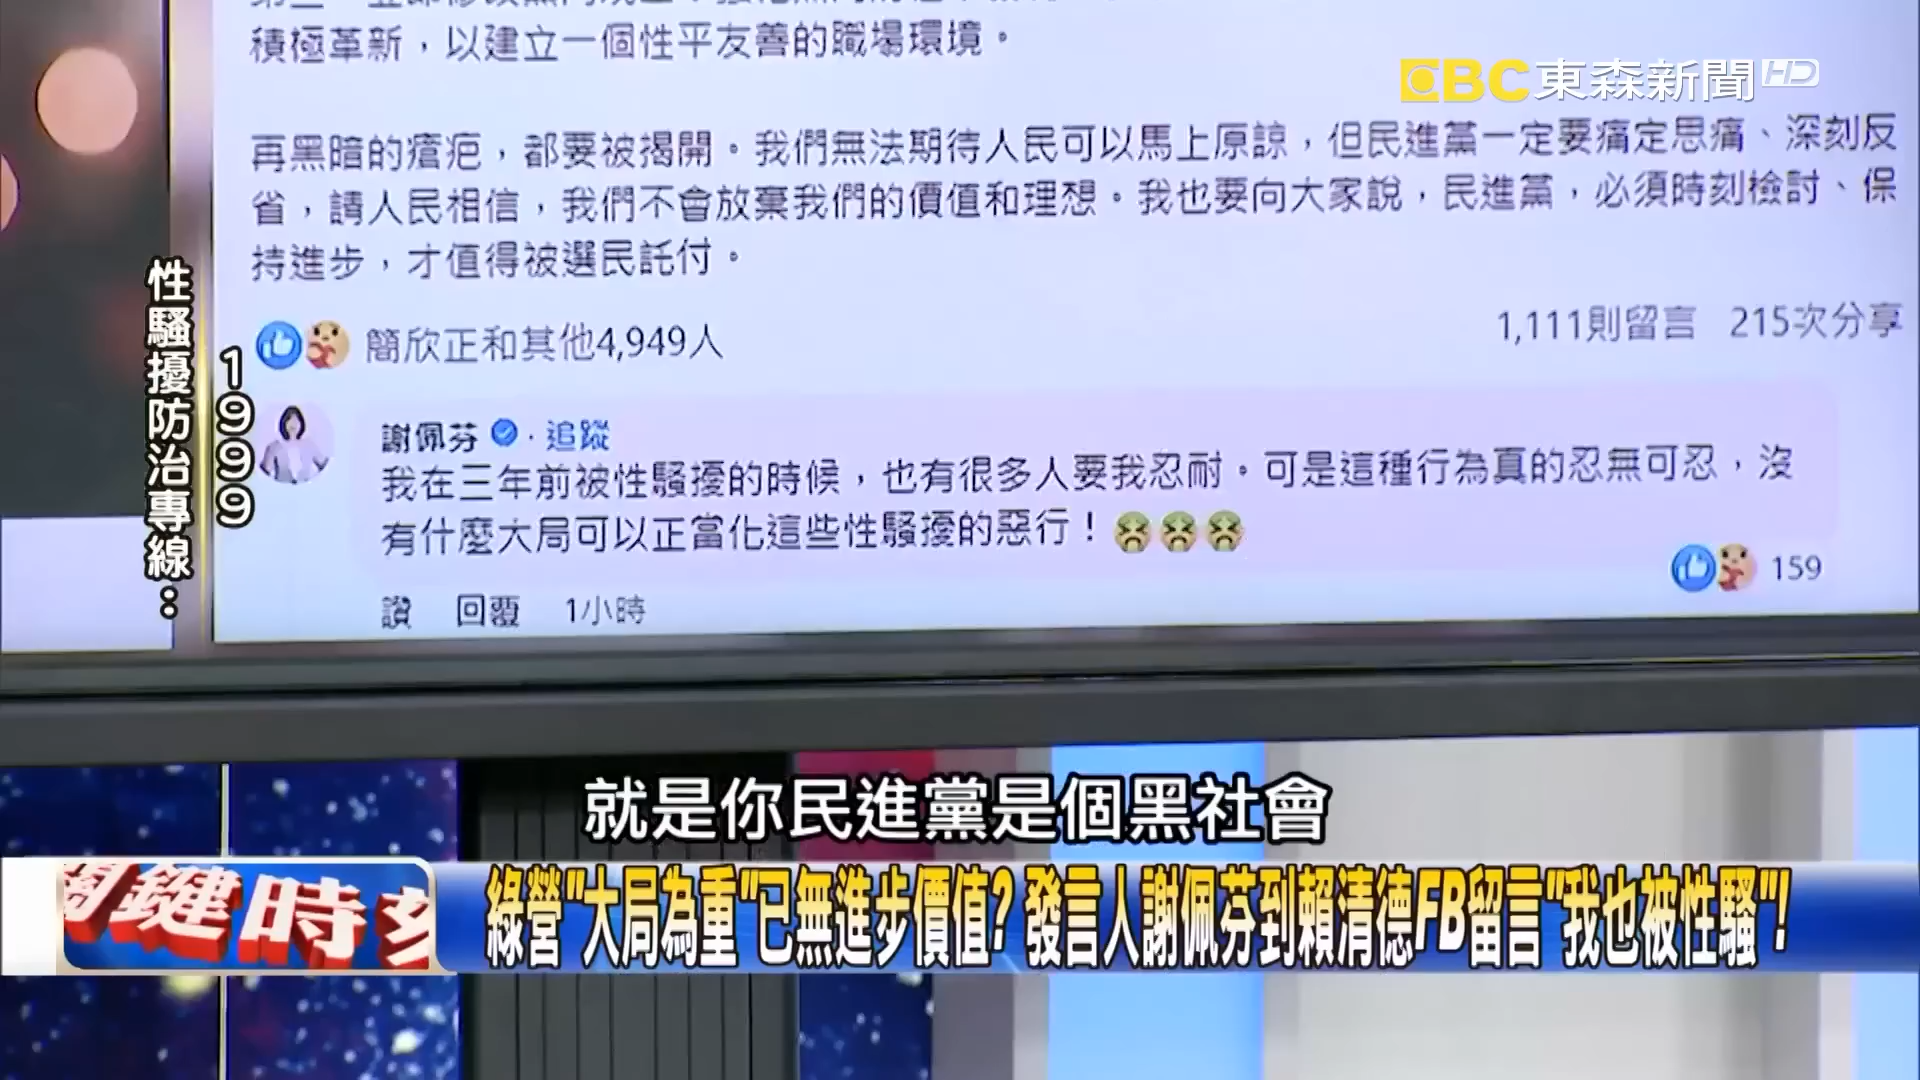 積極革新，以建立一個性平友善的職場環境。
EBC東森新聞HD
再黑暗的瘡疤，都要被揭開。我們無法期待人民可以馬上原諒，但民進黨一定要痛定思痛、深刻反
省，請人民相信，我們不會放棄我們的價值和理想。我也要向大家說，民進黨，必須時刻檢討、保
持進步，才值得被選民託付。
簡欣正和其他4,949人
1,111則留言 215次分享
謝佩芬 · 追蹤
我在三年前被性騷擾的時候，也有很多人要我忍耐。可是這種行為真的忍無可忍，沒
有什麼大局可以正當化這些性騷擾的惡行！
159
讚 回覆 1小時
性騷擾防治專線：
1999
就是你民進黨是個黑社會
關鍵時刻
綠營"大局為重"已無進步價值？發言人謝佩芬到賴清德FB留言"我也被性騷"！